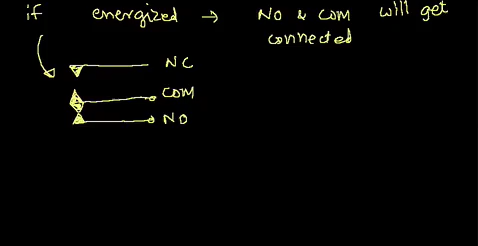 if energized → NO & COM will get
connected
NC
COM
NO